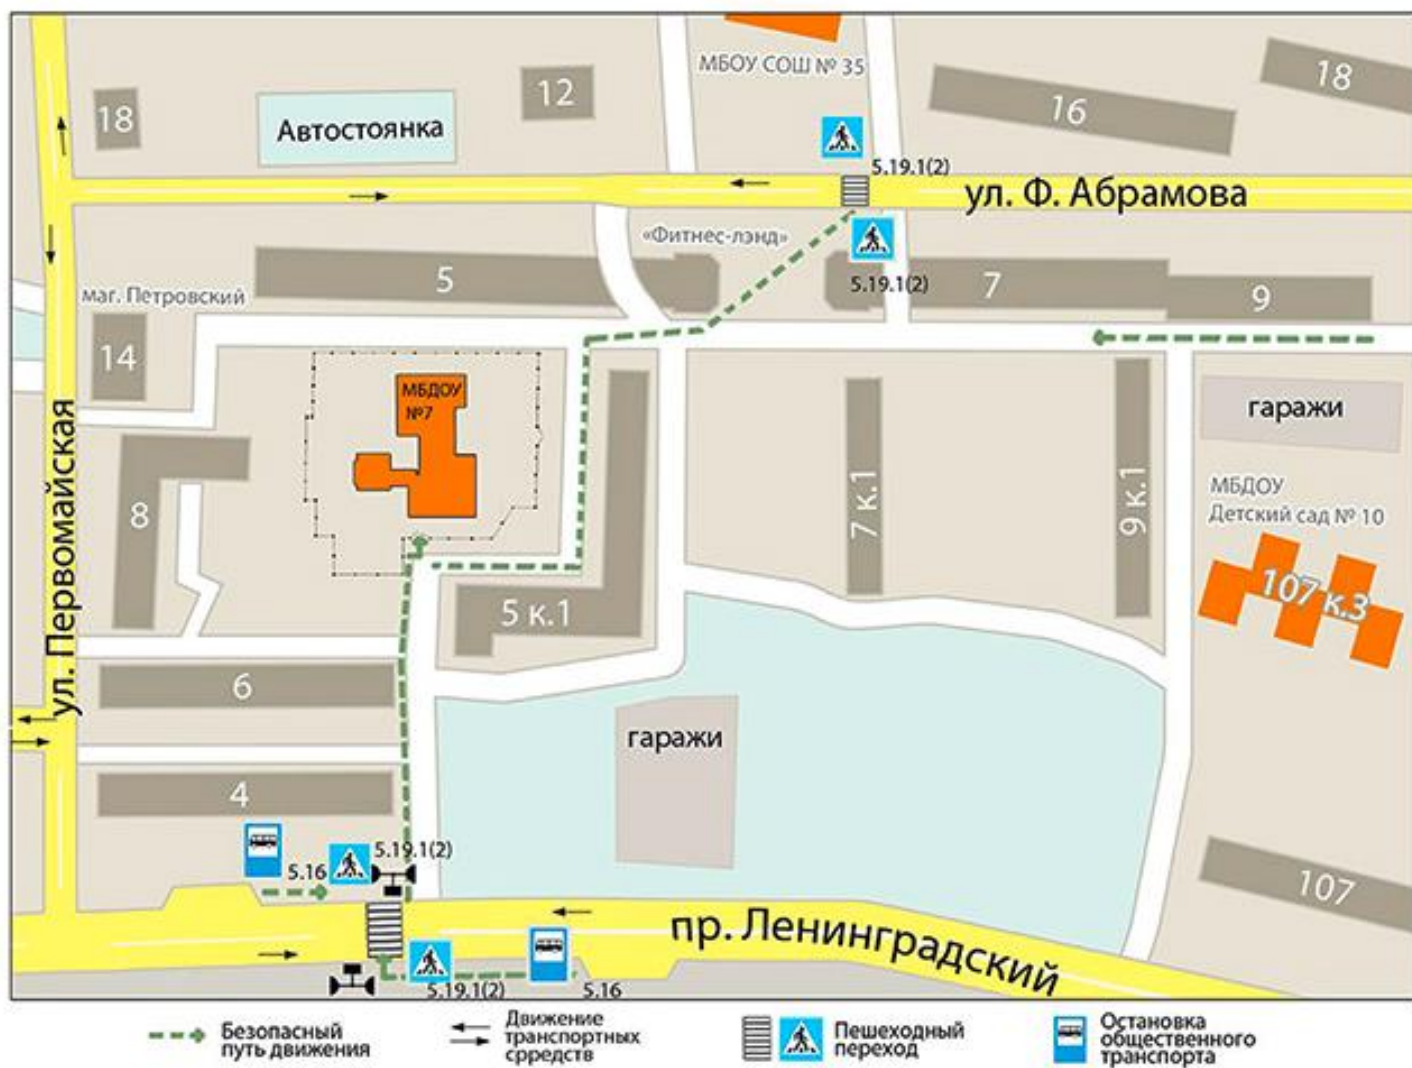 МБОУ СОШ № 35
18
12
16
18
Автостоянка
5.19.1(2)
ул. Ф. Абрамова
«Фитнес-лэнд»
5
5.19.1(2)
7
9
маг. Петровский
14
МБДОУ
№7
гаражи
ул. Первомайская
8
7 к.1
9 к.1
МБДОУ
Детский сад № 10
107 к.3
5 к.1
6
гаражи
4
5.19.1(2)
5.16
107
пр. Ленинградский
5.19.1(2)
5.16
Безопасный
путь движения
Движение
транспортных
срредств
Пешеходный
переход
Остановка
общественного
транспорта